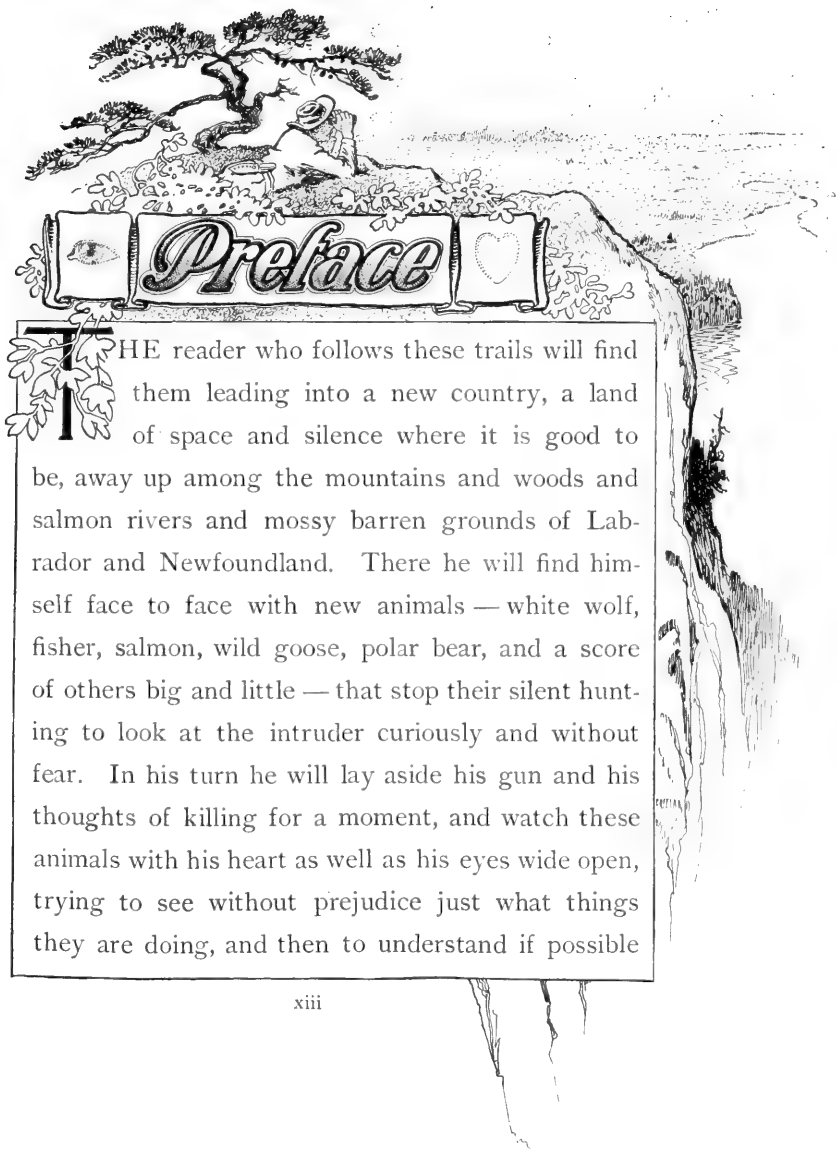 Preface
THE reader who follows these trails will find
them leading into a new country, a land
of space and silence where it is good to
be, away up among the mountains and woods and
salmon rivers and mossy barren grounds of Lab-
rador and Newfoundland. There he will find him-
self face to face with new animals — white wolf,
fisher, salmon, wild goose, polar bear, and a score
of others big and little — that stop their silent hunt-
ing to look at the intruder curiously and without
fear. In his turn he will lay aside his gun and his
thoughts of killing for a moment, and watch these
animals with his heart as well as his eyes wide open,
trying to see without prejudice just what things
they are doing, and then to understand if possible
xiii